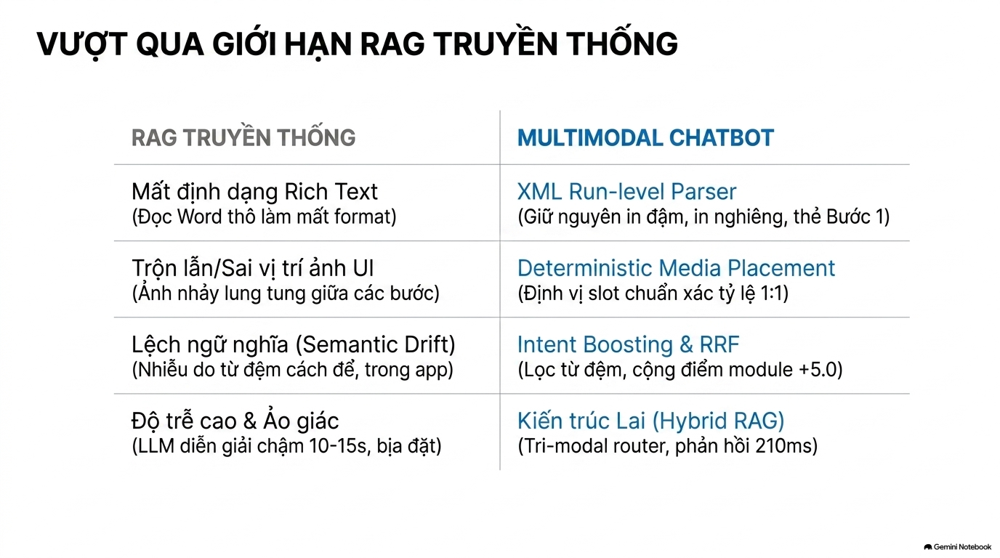 VƯỢT QUA GIỚI HẠN RAG TRUYỀN THỐNG
RAG TRUYỀN THỐNG
MULTIMODAL CHATBOT
Mất định dạng Rich Text
(Đọc Word thô làm mất format)
XML Run-level Parser
(Giữ nguyên in đậm, in nghiêng, thẻ Bước 1)
Trộn lẫn/Sai vị trí ảnh UI
(Ảnh nhảy lung tung giữa các bước)
Deterministic Media Placement
(Định vị slot chuẩn xác tỷ lệ 1:1)
Lệch ngữ nghĩa (Semantic Drift)
(Nhiễu do từ đệm cách để, trong app)
Intent Boosting & RRF
(Lọc từ đệm, cộng điểm module +5.0)
Độ trễ cao & Ảo giác
(LLM diễn giải chậm 10-15s, bịa đặt)
Kiến trúc Lai (Hybrid RAG)
(Tri-modal router, phản hồi 210ms)
Gemini Notebook